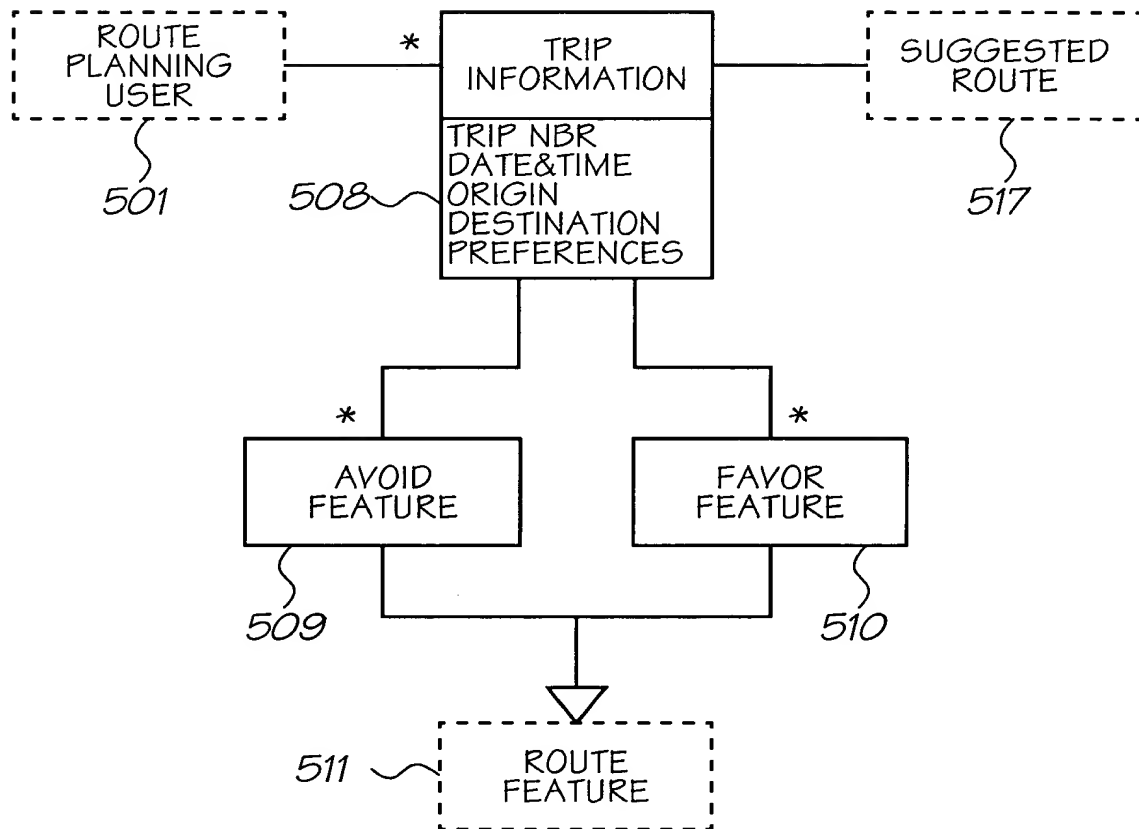 ROUTE
PLANNING
USER
*
TRIP
INFORMATION
SUGGESTED
ROUTE
501
508
TRIP NBR
DATE&TIME
ORIGIN
DESTINATION
PREFERENCES
517
*
*
AVOID
FEATURE
FAVOR
FEATURE
509
510
511
ROUTE
FEATURE